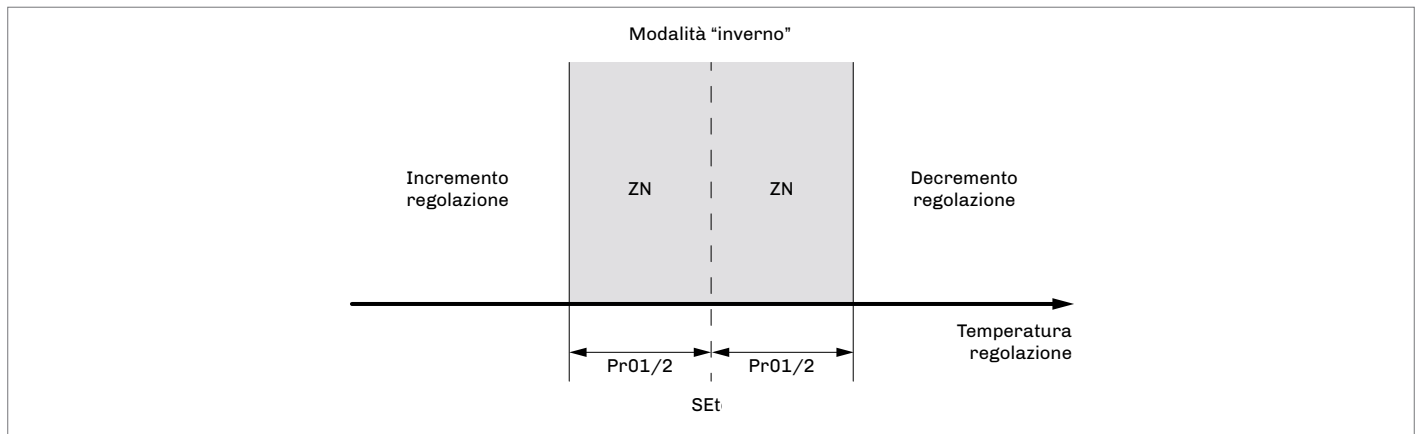 Modalità “inverno”
Incremento
regolazione
ZN
ZN
Decremento
regolazione
Temperatura
regolazione
Pr01/2
Pr01/2
SEt